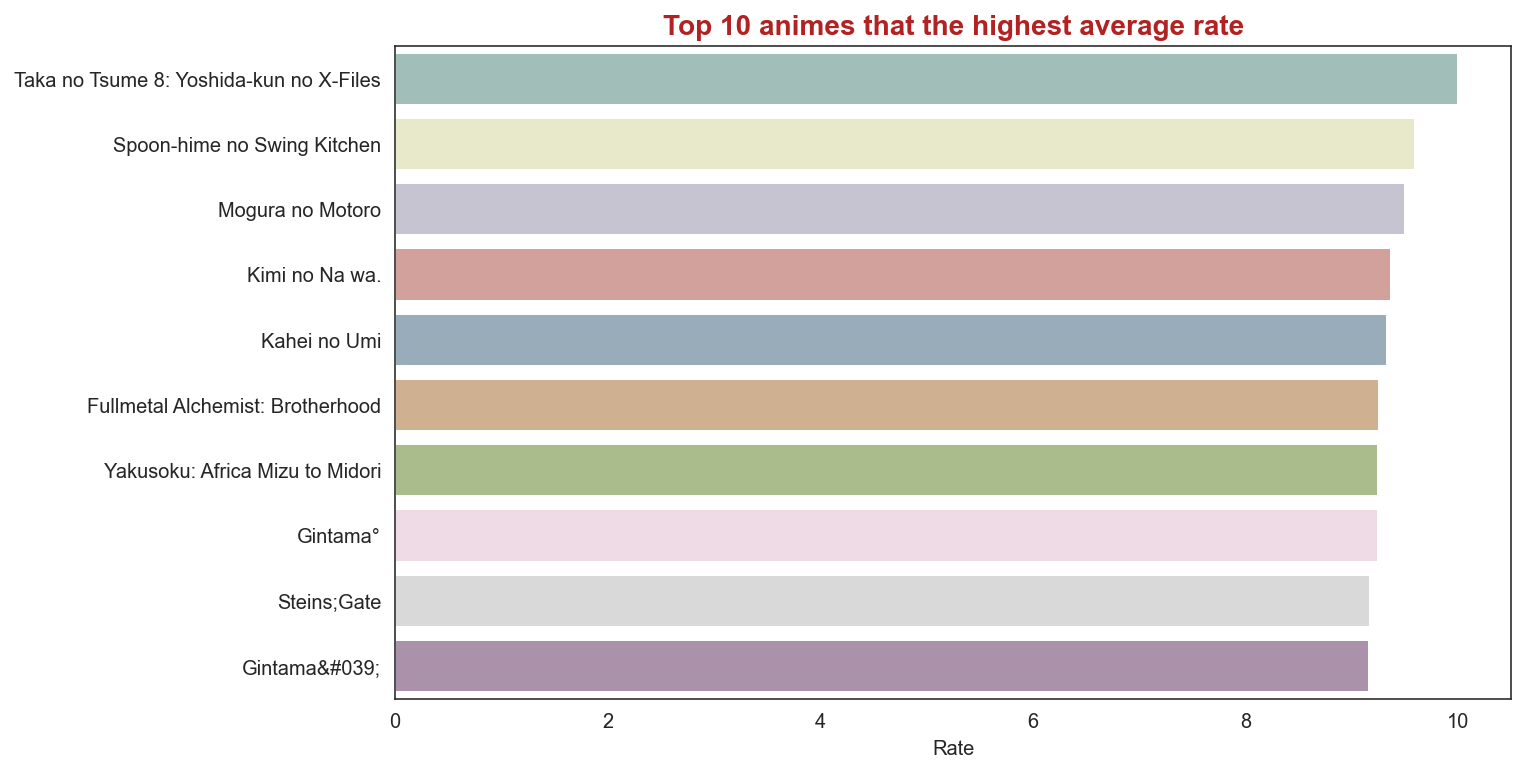 Top 10 animes that the highest average rate
Taka no Tsume 8: Yoshida-kun no X-Files
Spoon-hime no Swing Kitchen
Mogura no Motoro
Kimi no Na wa.
Kahei no Umi
Fullmetal Alchemist: Brotherhood
Yakusoku: Africa Mizu to Midori
Gintama°
Steins;Gate
Gintama&#039;
0 2 4 6 8 10
Rate